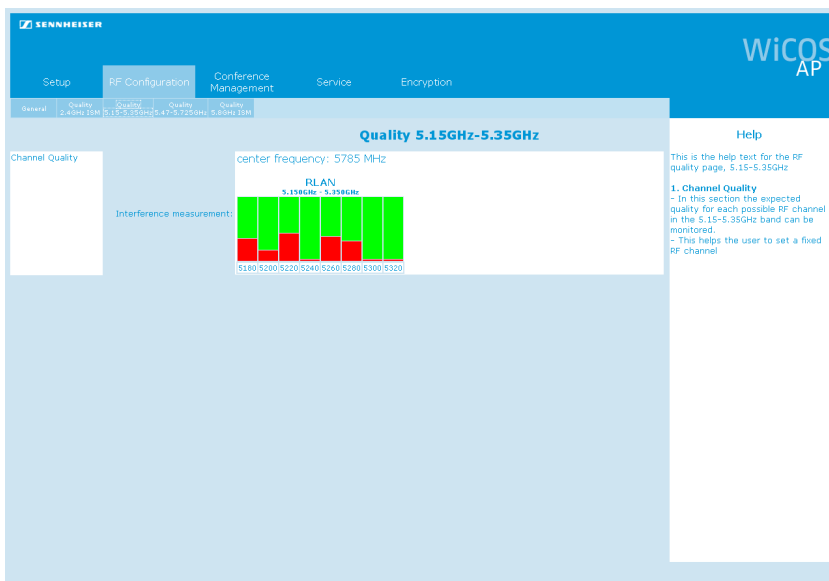 SENNHEISER
WiCOS
AP
Setup
RF Configuration
Conference
Management
Service
Encryption
General
Quality
2.4GHz ISM
Quality
5.15-5.35GHz
Quality
5.47-5.725GHz
Quality
5.8GHz ISM
Quality 5.15GHz-5.35GHz
Channel Quality
center frequency: 5785 MHz
RLAN
5.150GHz - 5.350GHz
Interference measurement:
5180 5200 5220 5240 5260 5280 5300 5320
Help
This is the help text for the RF
quality page, 5.15-5.35GHz
1. Channel Quality
- In this section the expected
quality for each possible RF channel
in the 5.15-5.35GHz band can be
monitored.
- This helps the user to set a fixed
RF channel